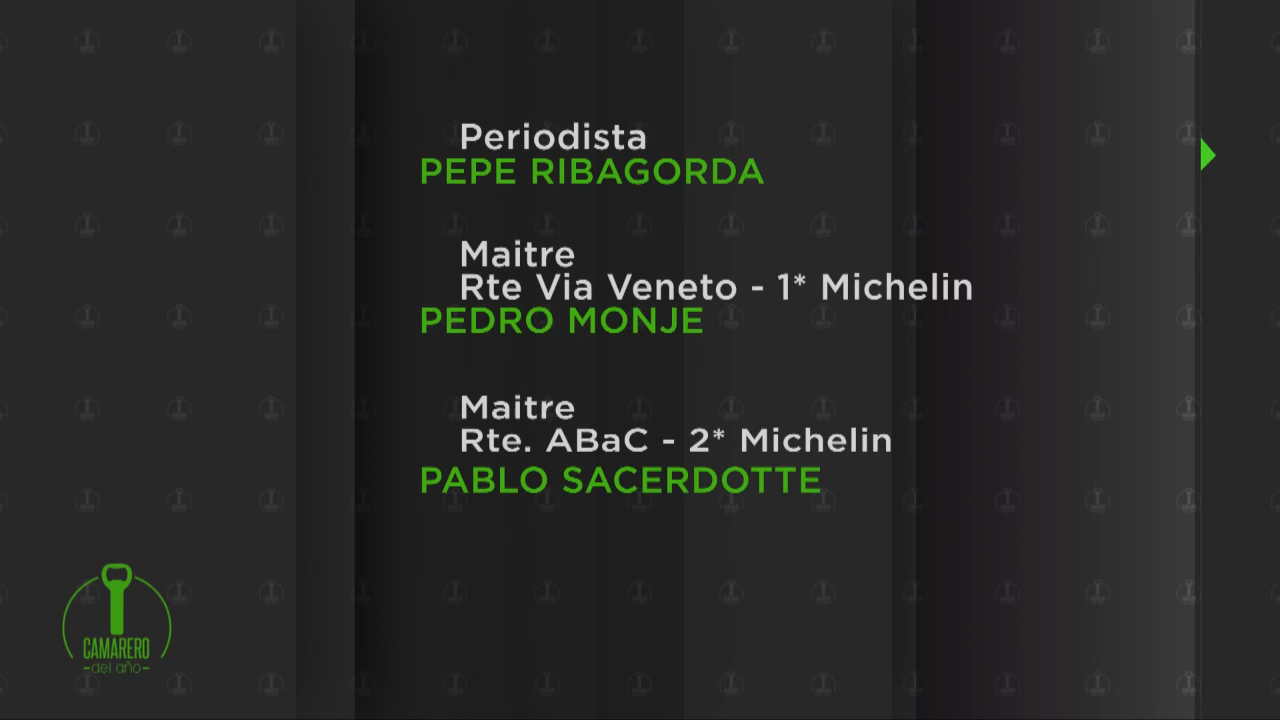 Periodista
PEPE RIBAGORDA
Maitre
Rte Via Veneto - 1* Michelin
PEDRO MONJE
Maitre
Rte. ABaC - 2* Michelin
PABLO SACERDOTTE
CAMARERO
-del año-